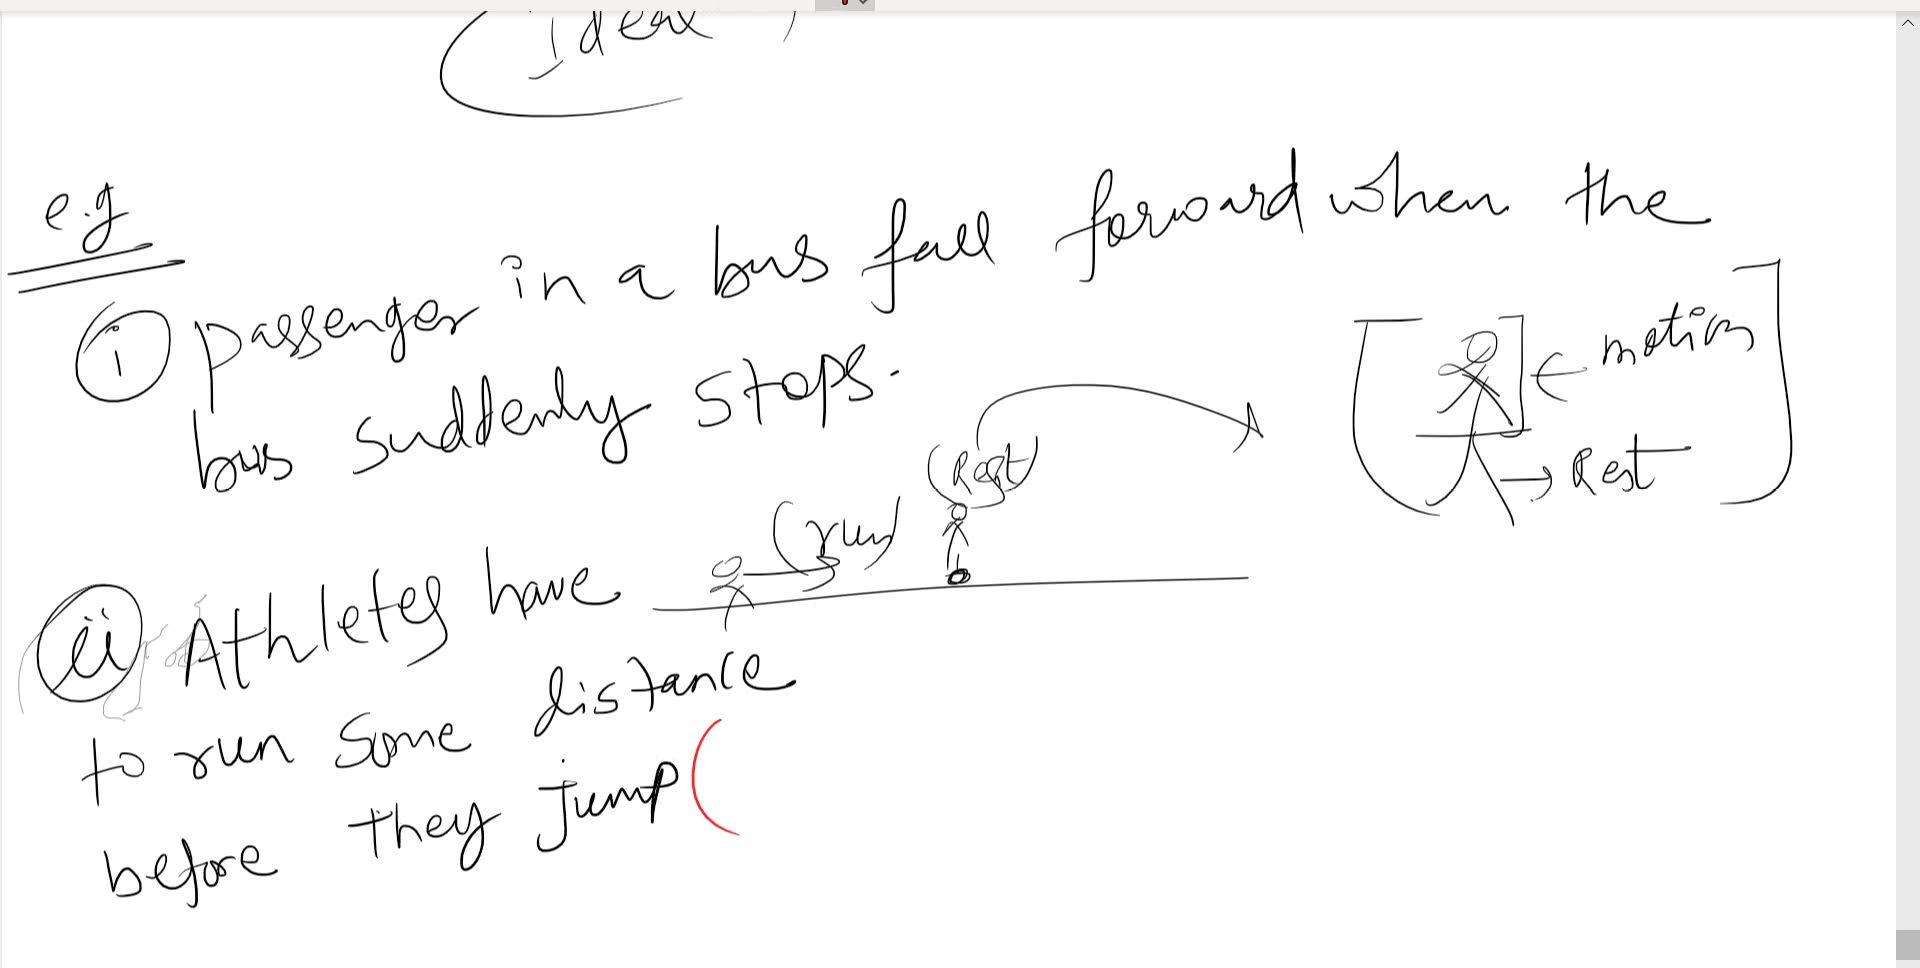 Ideal
e.g
i passenger in a bus fall forward when the
bus suddenly stops.
motion
Rest
(Rest)
(run)
ii Athletes have
to run some distance
before they jump (